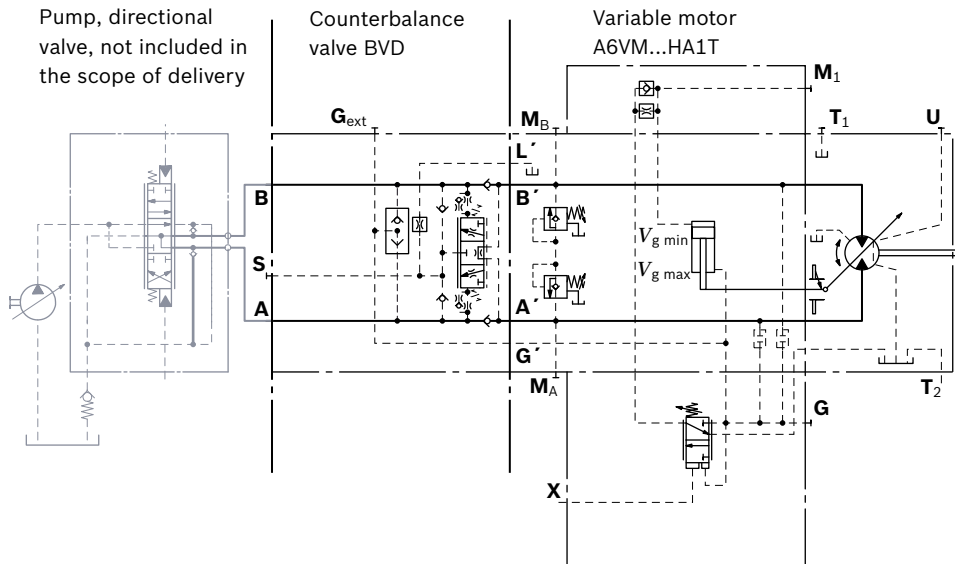 Pump, directional
valve, not included in
the scope of delivery
Counterbalance
valve BVD
Variable motor
A6VM...HA1T
M1
Gext
MB
T1
U
L´
B
B´
Vg min
S
Vg max
A
A´
G´
MA
T2
G
X